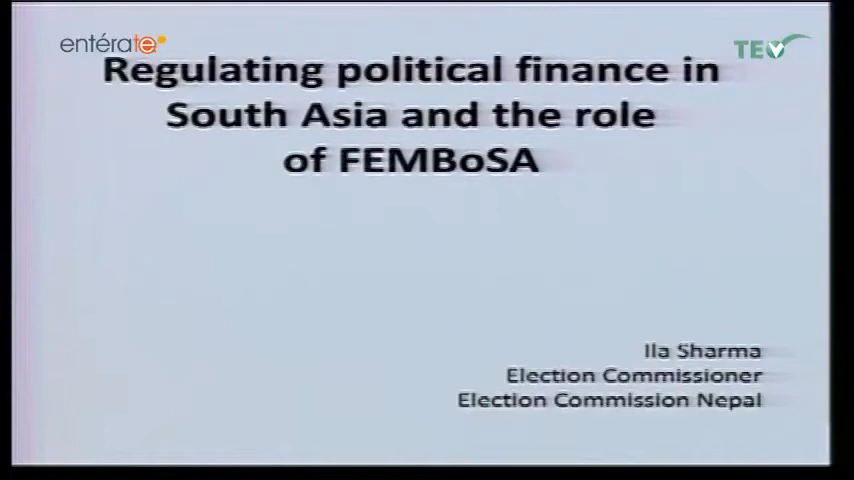 entérate
TEV
Regulating political finance in
South Asia and the role
of FEMBoSA
Ila Sharma
Election Commissioner
Election Commission Nepal